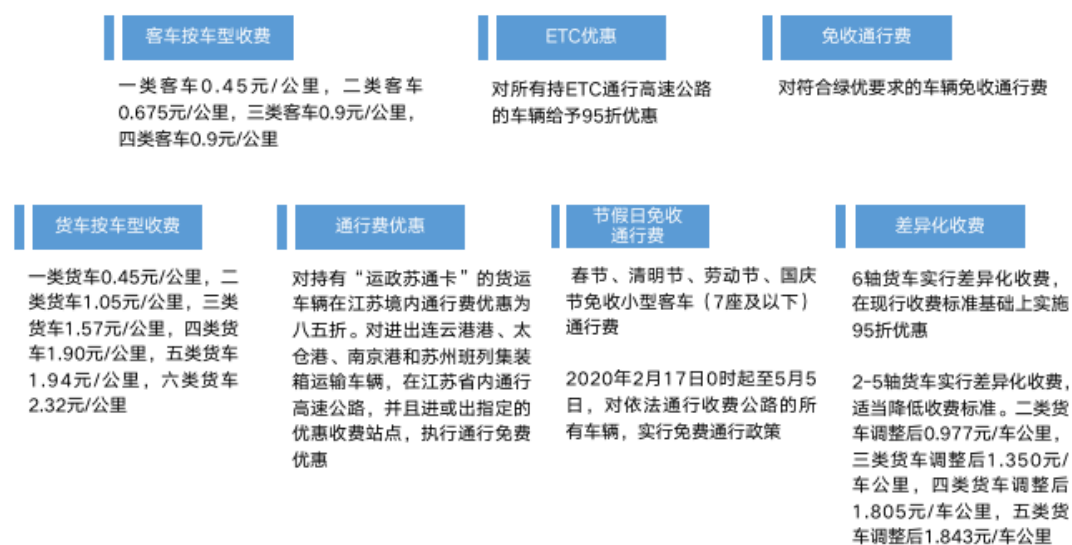 客车按车型收费
一类客车0.45元/公里，二类客车
0.675元/公里，三类客车0.9元/公里，
四类客车0.9元/公里
ETC优惠
对所有持ETC通行高速公路
的车辆给予95折优惠
免收通行费
对符合绿优要求的车辆免收通行费
货车按车型收费
一类货车0.45元/公里，二
类货车1.05元/公里，三类
货车1.57元/公里，四类货
车1.90元/公里，五类货车
1.94元/公里，六类货车
2.32元/公里
通行费优惠
对持有“运政苏通卡”的货运
车辆在江苏境内通行费优惠为
八五折。对进出连云港港、太
仓港、南京港和苏州班列集装
箱运输车辆，在江苏省内通行
高速公路，并且进或出指定的
优惠收费站点，执行通行免费
优惠
节假日免收
通行费
春节、清明节、劳动节、国庆
节免收小型客车（7座及以下）
通行费
2020年2月17日0时起至5月5
日，对依法通行收费公路的所
有车辆，实行免费通行政策
差异化收费
6轴货车实行差异化收费，
在现行收费标准基础上实施
95折优惠
2-5轴货车实行差异化收费，
适当降低收费标准。二类货
车调整后0.977元/车公里，
三类货车调整后1.350元/
车公里，四类货车调整后
1.805元/车公里，五类货
车调整后1.843元/车公里